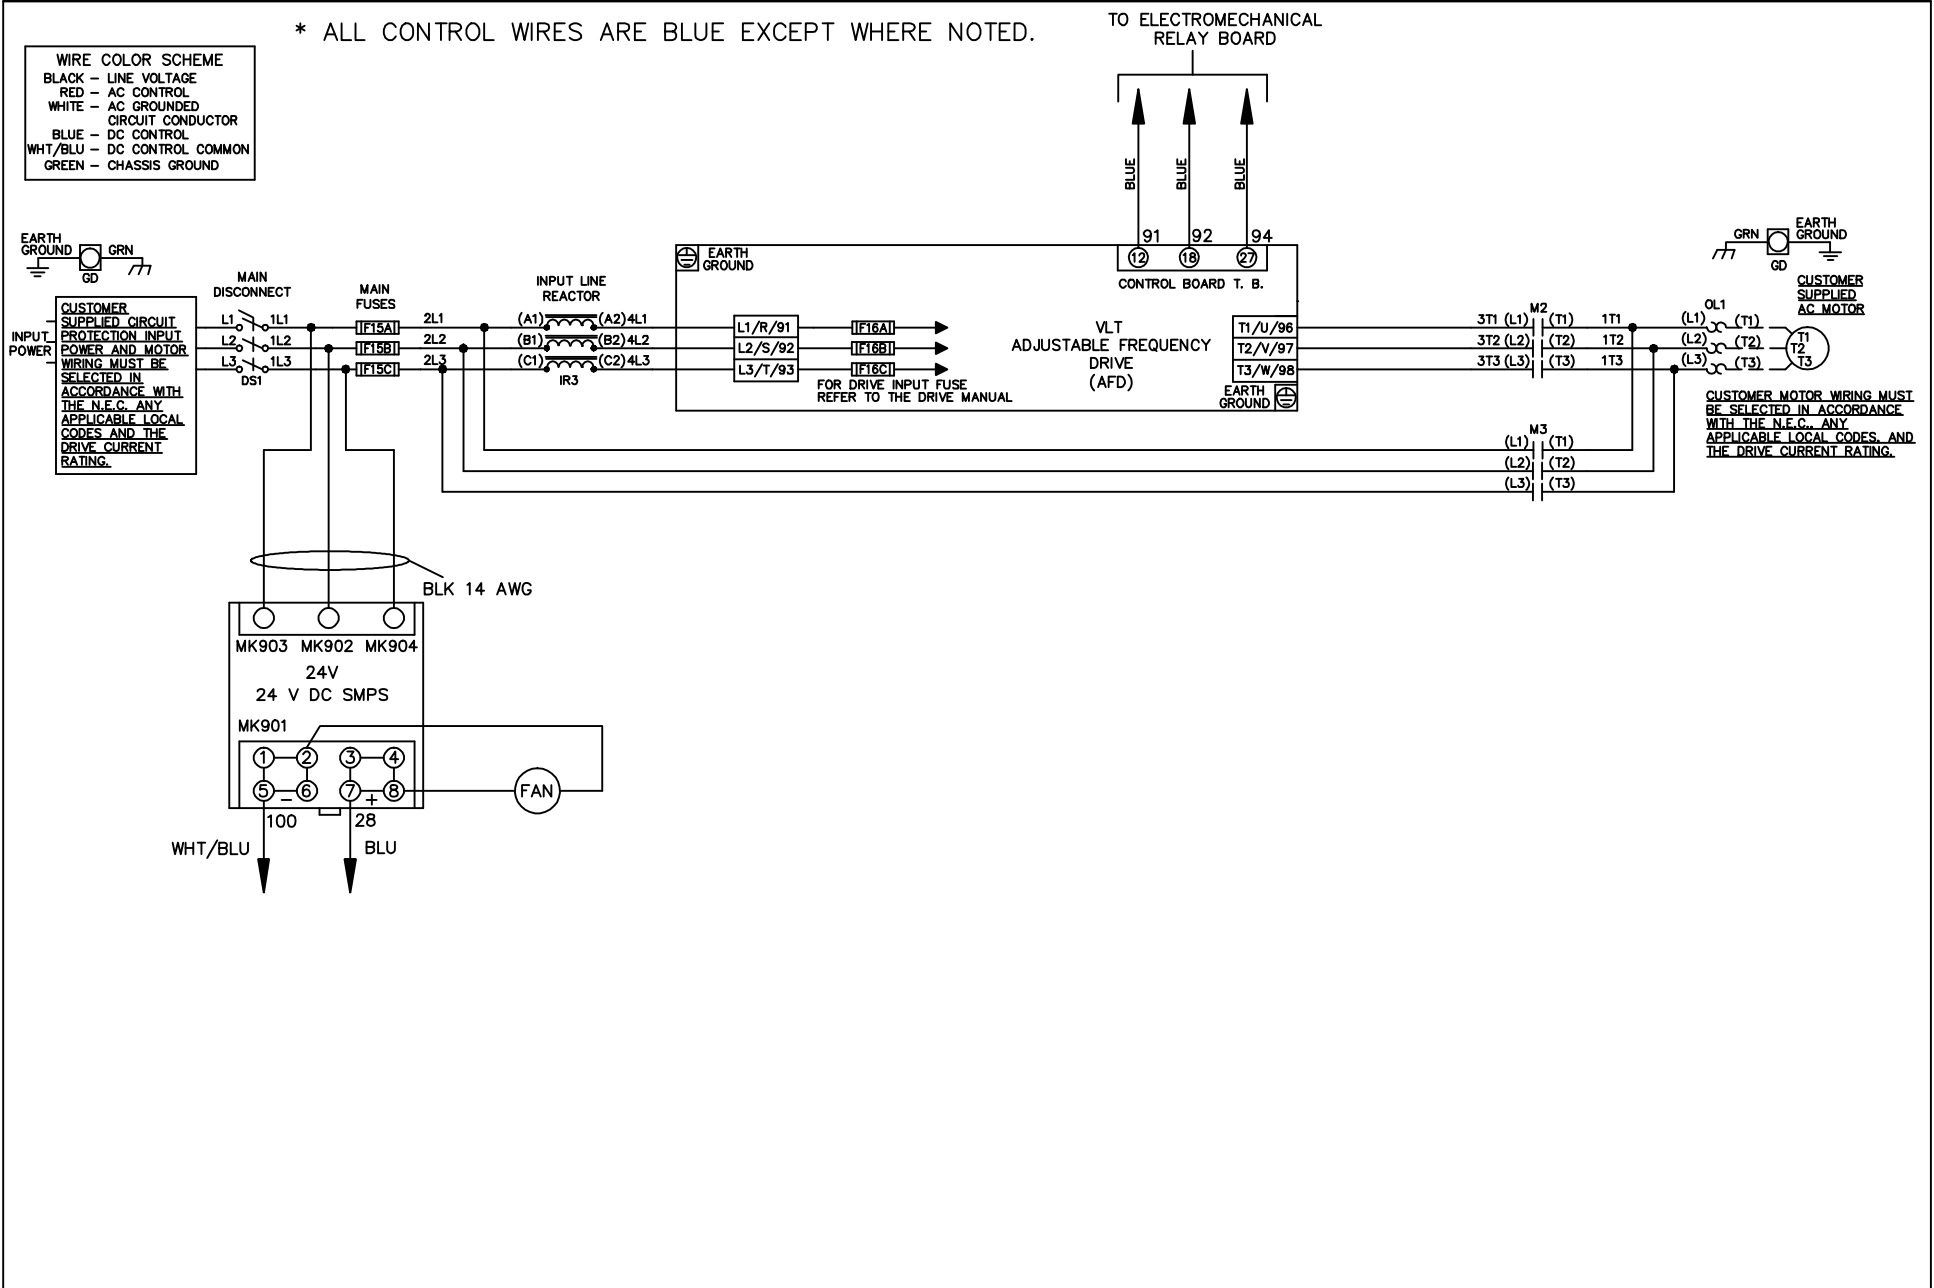 * ALL CONTROL WIRES ARE BLUE EXCEPT WHERE NOTED.
WIRE COLOR SCHEME
BLACK – LINE VOLTAGE
RED – AC CONTROL
WHITE – AC GROUNDED
CIRCUIT CONDUCTOR
BLUE – DC CONTROL
WHT/BLU – DC CONTROL COMMON
GREEN – CHASSIS GROUND
TO ELECTROMECHANICAL
RELAY BOARD
BLUE
BLUE
BLUE
91
92
94
12
18
27
CONTROL BOARD T. B.
EARTH
GROUND
GRN
GD
INPUT
POWER
CUSTOMER
SUPPLIED CIRCUIT
PROTECTION INPUT
POWER AND MOTOR
WIRING MUST BE
SELECTED IN
ACCORDANCE WITH
THE N.E.C. ANY
APPLICABLE LOCAL
CODES AND THE
DRIVE CURRENT
RATING.
MAIN
DISCONNECT
L1 1L1
L2 1L2
L3 1L3
DS1
MAIN
FUSES
F15A
F15B
F15C
2L1
2L2
2L3
INPUT LINE
REACTOR
(A1) (A2) 4L1
(B1) (B2) 4L2
(C1) (C2) 4L3
IR3
EARTH
GROUND
L1/R/91
L2/S/92
L3/T/93
F16A
F16B
F16C
FOR DRIVE INPUT FUSE
REFER TO THE DRIVE MANUAL
VLT
ADJUSTABLE FREQUENCY
DRIVE
(AFD)
T1/U/96
T2/V/97
T3/W/98
EARTH
GROUND
M2
3T1 (L1) (T1) 1T1
3T2 (L2) (T2) 1T2
3T3 (L3) (T3) 1T3
M3
(L1) (T1)
(L2) (T2)
(L3) (T3)
OL1
(L1) (T1)
(L2) (T2)
(L3) (T3)
T1
T2
T3
GRN
EARTH
GROUND
GD
CUSTOMER
SUPPLIED
AC MOTOR
CUSTOMER MOTOR WIRING MUST
BE SELECTED IN ACCORDANCE
WITH THE N.E.C., ANY
APPLICABLE LOCAL CODES, AND
THE DRIVE CURRENT RATING.
BLK 14 AWG
MK903 MK902 MK904
24V
24 V DC SMPS
MK901
1 2 3 4
5 – 6 7 + 8
FAN
100
28
WHT/BLU
BLU